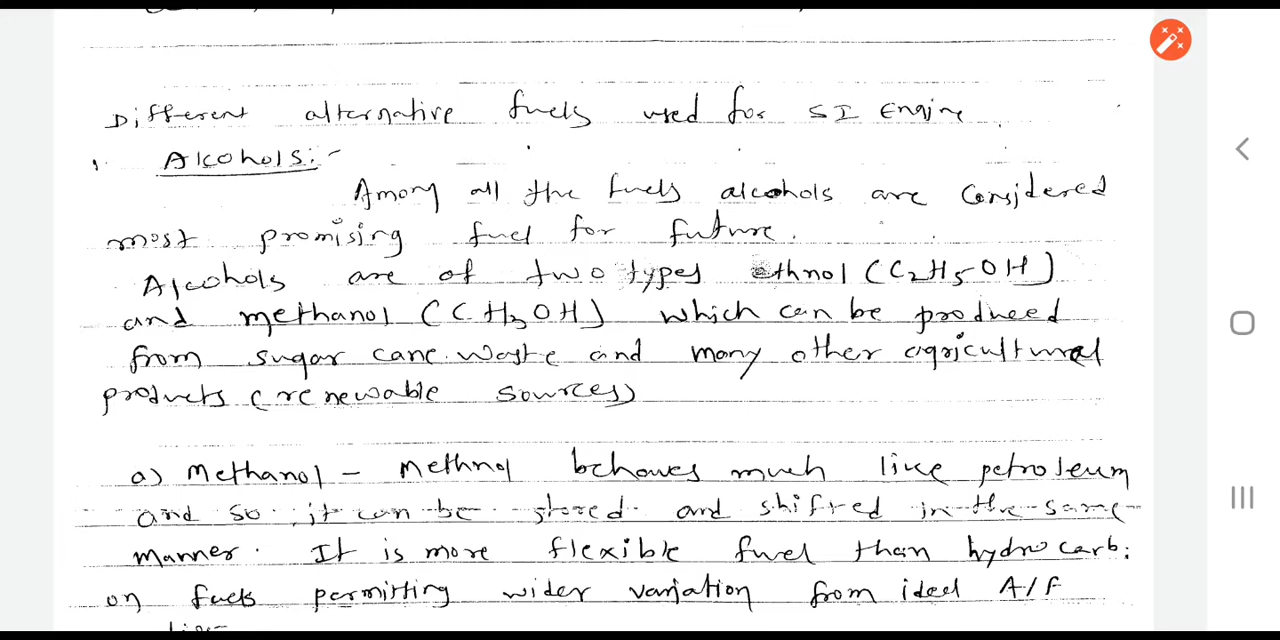 Different alternative fuels used for SI Engine
1. Alcohols:-
Among all the fuels alcohols are considered
most promising fuel for future.
Alcohols are of two types ethnol (C2H5OH)
and methanol (CH3OH) which can be produced
from sugar cane waste and many other agricultural
products (renewable sources)
a) Methanol - Methnol behaves much like petroleum
and so it can be stored and shifred in the same
manner. It is more flexible fuel than hydrocarb:
on fuels permitting wider variation from ideal A/F